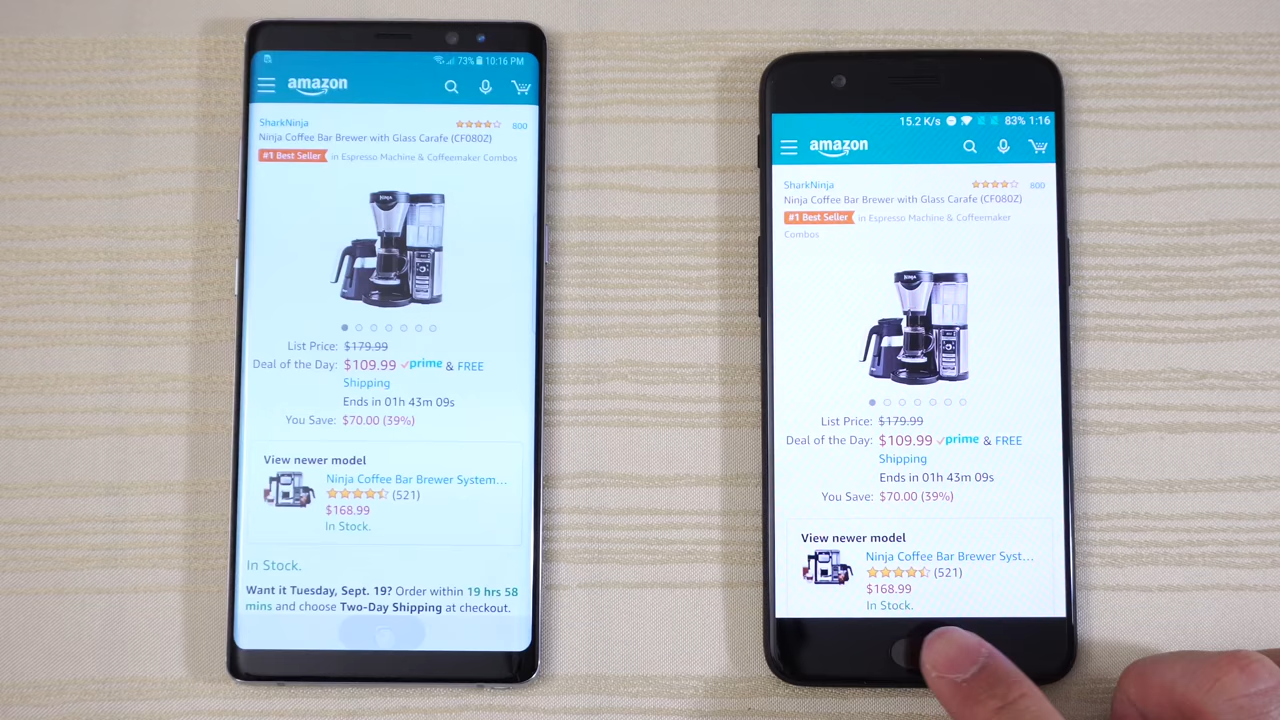 73% 10:16 PM
amazon
SharkNinja 800
Ninja Coffee Bar Brewer with Glass Carafe (CF080Z)
#1 Best Seller in Espresso Machine & Coffeemaker Combos
List Price: $179.99
Deal of the Day: $109.99 prime & FREE
Shipping
Ends in 01h 43m 09s
You Save: $70.00 (39%)
View newer model
Ninja Coffee Bar Brewer System...
(521)
$168.99
In Stock.
In Stock.
Want it Tuesday, Sept. 19? Order within 19 hrs 58
mins and choose Two-Day Shipping at checkout.
15.2 K/s 83% 1:16
amazon
SharkNinja 800
Ninja Coffee Bar Brewer with Glass Carafe (CF080Z)
#1 Best Seller in Espresso Machine & Coffeemaker
Combos
List Price: $179.99
Deal of the Day: $109.99 prime & FREE
Shipping
Ends in 01h 43m 09s
You Save: $70.00 (39%)
View newer model
Ninja Coffee Bar Brewer Syst...
(521)
$168.99
In Stock.